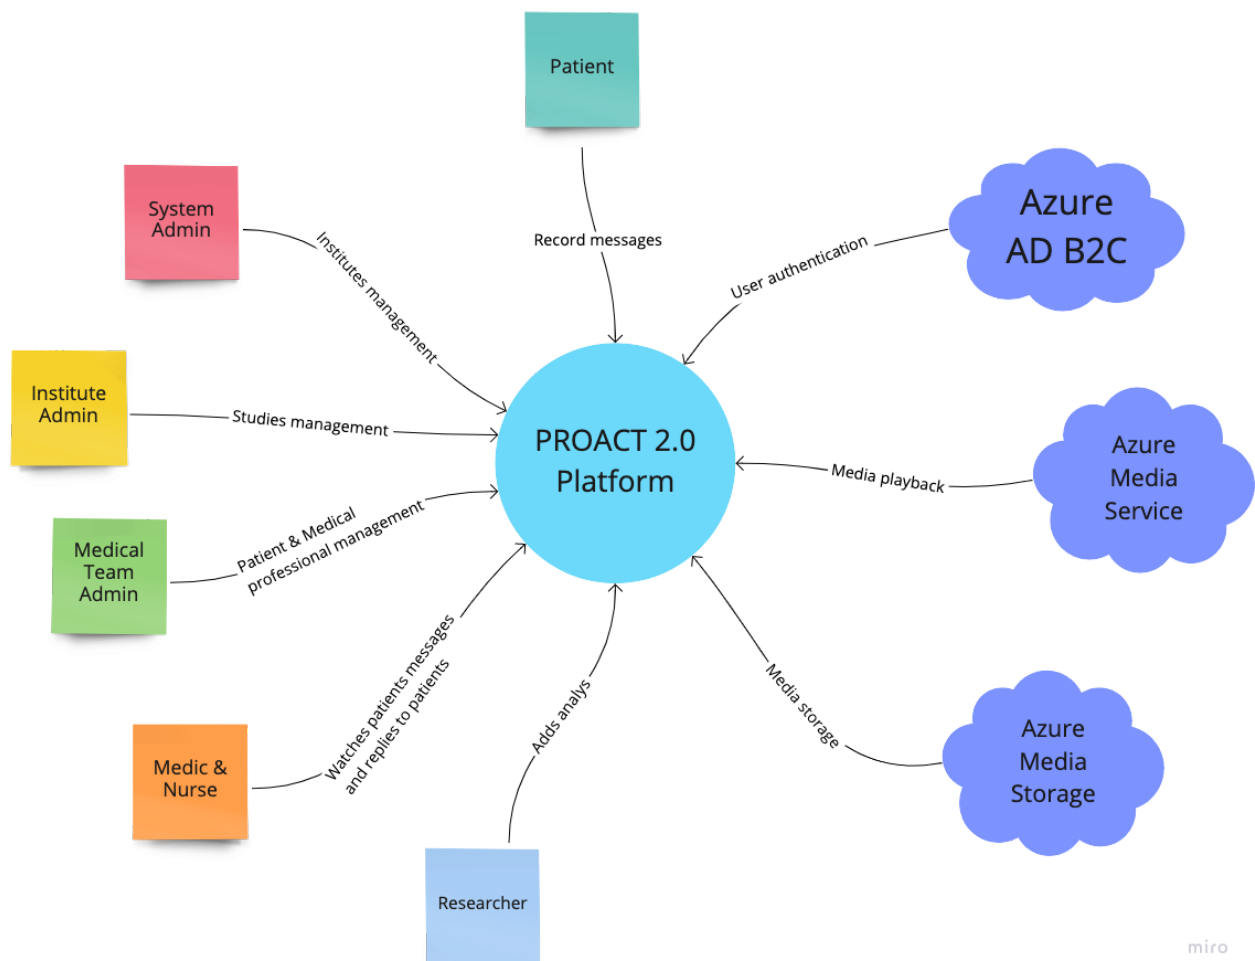 Patient
System
Admin
Azure
AD B2C
Record messages
User authentication
Institutes management
Institute
Admin
Studies management
PROACT 2.0
Platform
Media playback
Azure
Media
Service
Medical
Team
Admin
Patient & Medical
professional management
Watches patients messages
and replies to patients
Adds analys
Media storage
Azure
Media
Storage
Medic &
Nurse
Researcher
miro